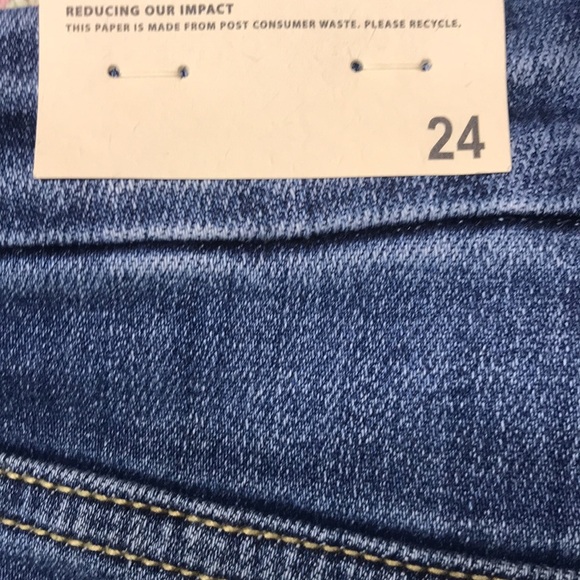 REDUCING OUR IMPACT
THIS PAPER IS MADE FROM POST CONSUMER WASTE. PLEASE RECYCLE.
24